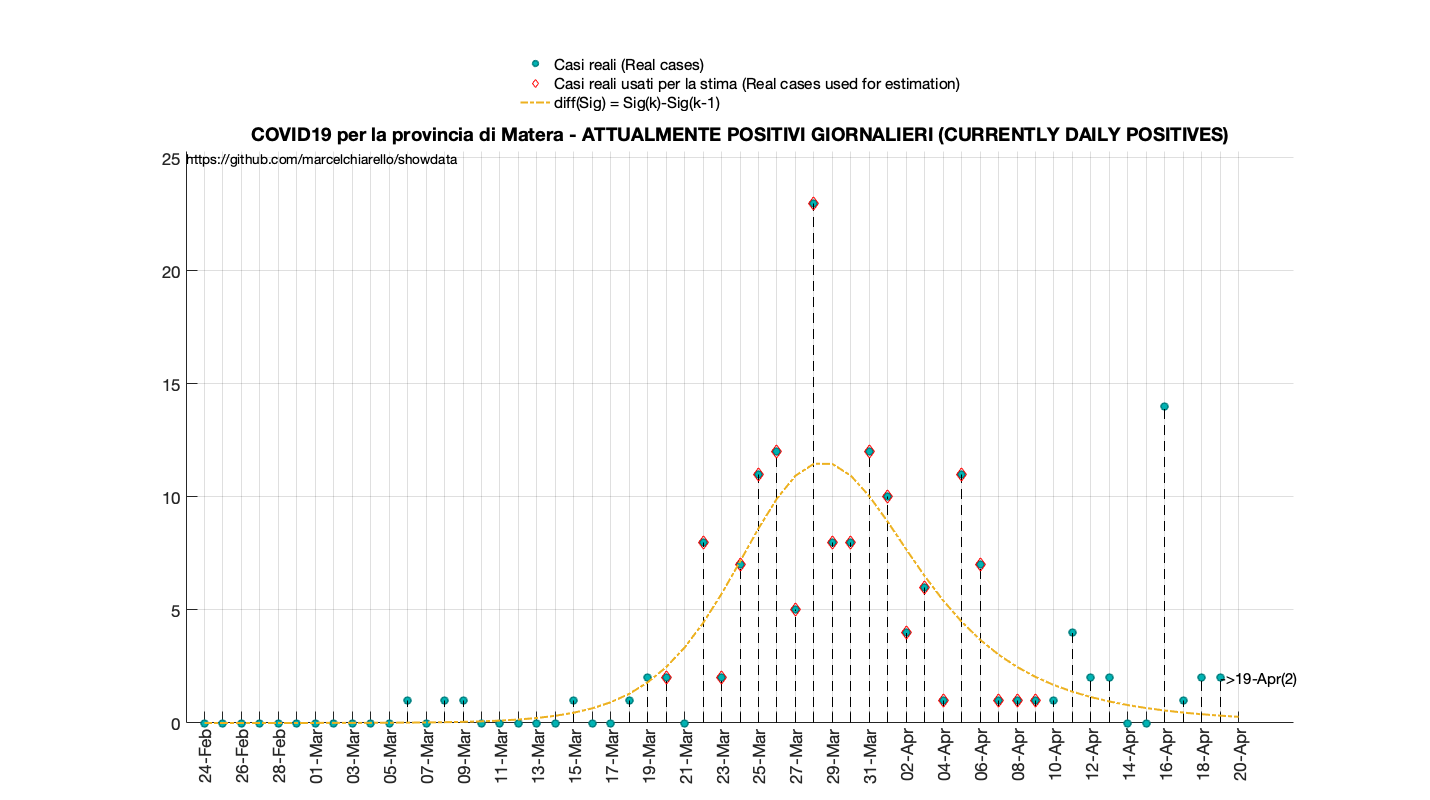 Casi reali (Real cases)
Casi reali usati per la stima (Real cases used for estimation)
diff(Sig) = Sig(k)-Sig(k-1)
COVID19 per la provincia di Matera - ATTUALMENTE POSITIVI GIORNALIERI (CURRENTLY DAILY POSITIVES)
https://github.com/marcelchiarello/showdata
25
20
15
10
5
0
->19-Apr(2)
24-Feb
26-Feb
28-Feb
01-Mar
03-Mar
05-Mar
07-Mar
09-Mar
11-Mar
13-Mar
15-Mar
17-Mar
19-Mar
21-Mar
23-Mar
25-Mar
27-Mar
29-Mar
31-Mar
02-Apr
04-Apr
06-Apr
08-Apr
10-Apr
12-Apr
14-Apr
16-Apr
18-Apr
20-Apr